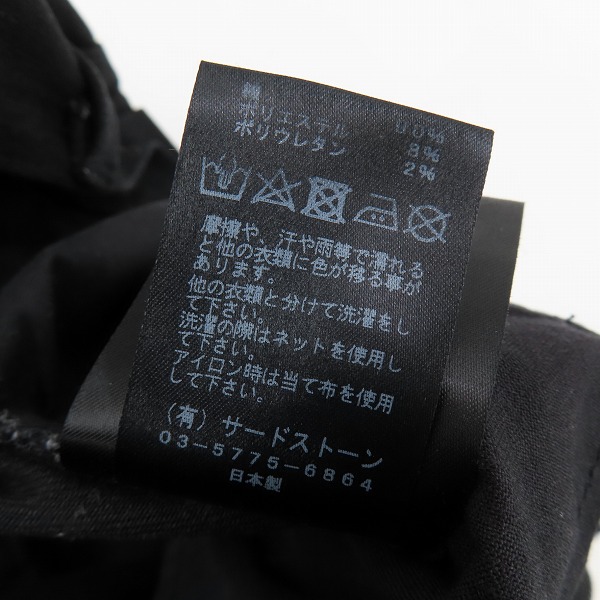 綿 90%
ポリエステル 8%
ポリウレタン 2%
摩擦や、汗や雨等で濡れる
と他の衣類に色が移る事が
あります。
他の衣類と分けて洗濯をし
て下さい。
洗濯の際はネットを使用し
て下さい。
アイロン時は当て布を使用
して下さい。
(有) サードストーン
03-5775-6864
日本製